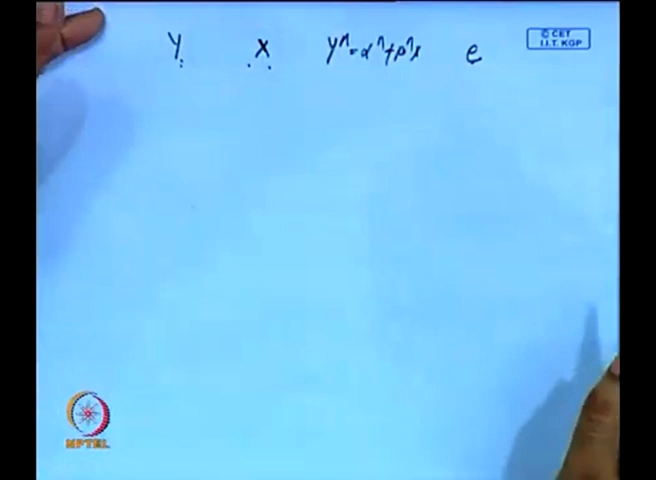 Y X Y^=α^+β^x e
© CET
I.I.T. KGP
NPTEL